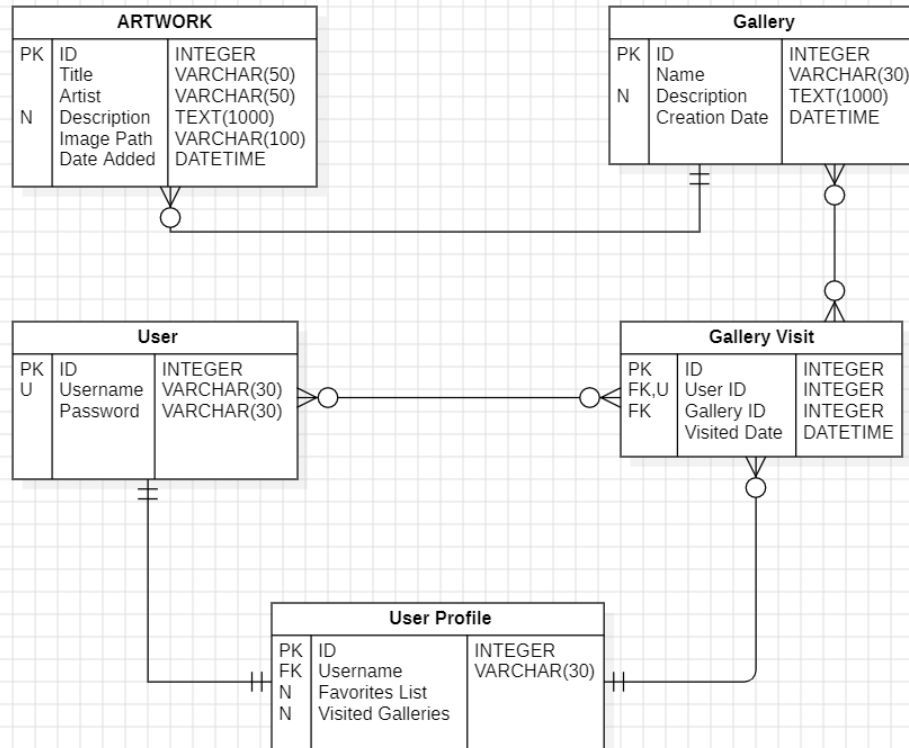 ARTWORK
PK ID INTEGER
Title VARCHAR(50)
Artist VARCHAR(50)
N Description TEXT(1000)
Image Path VARCHAR(100)
Date Added DATETIME
Gallery
PK ID INTEGER
Name VARCHAR(30)
N Description TEXT(1000)
Creation Date DATETIME
User
PK ID INTEGER
U Username VARCHAR(30)
Password VARCHAR(30)
Gallery Visit
PK ID INTEGER
FK,U User ID INTEGER
FK Gallery ID INTEGER
Visited Date DATETIME
User Profile
PK ID INTEGER
FK Username VARCHAR(30)
N Favorites List
N Visited Galleries